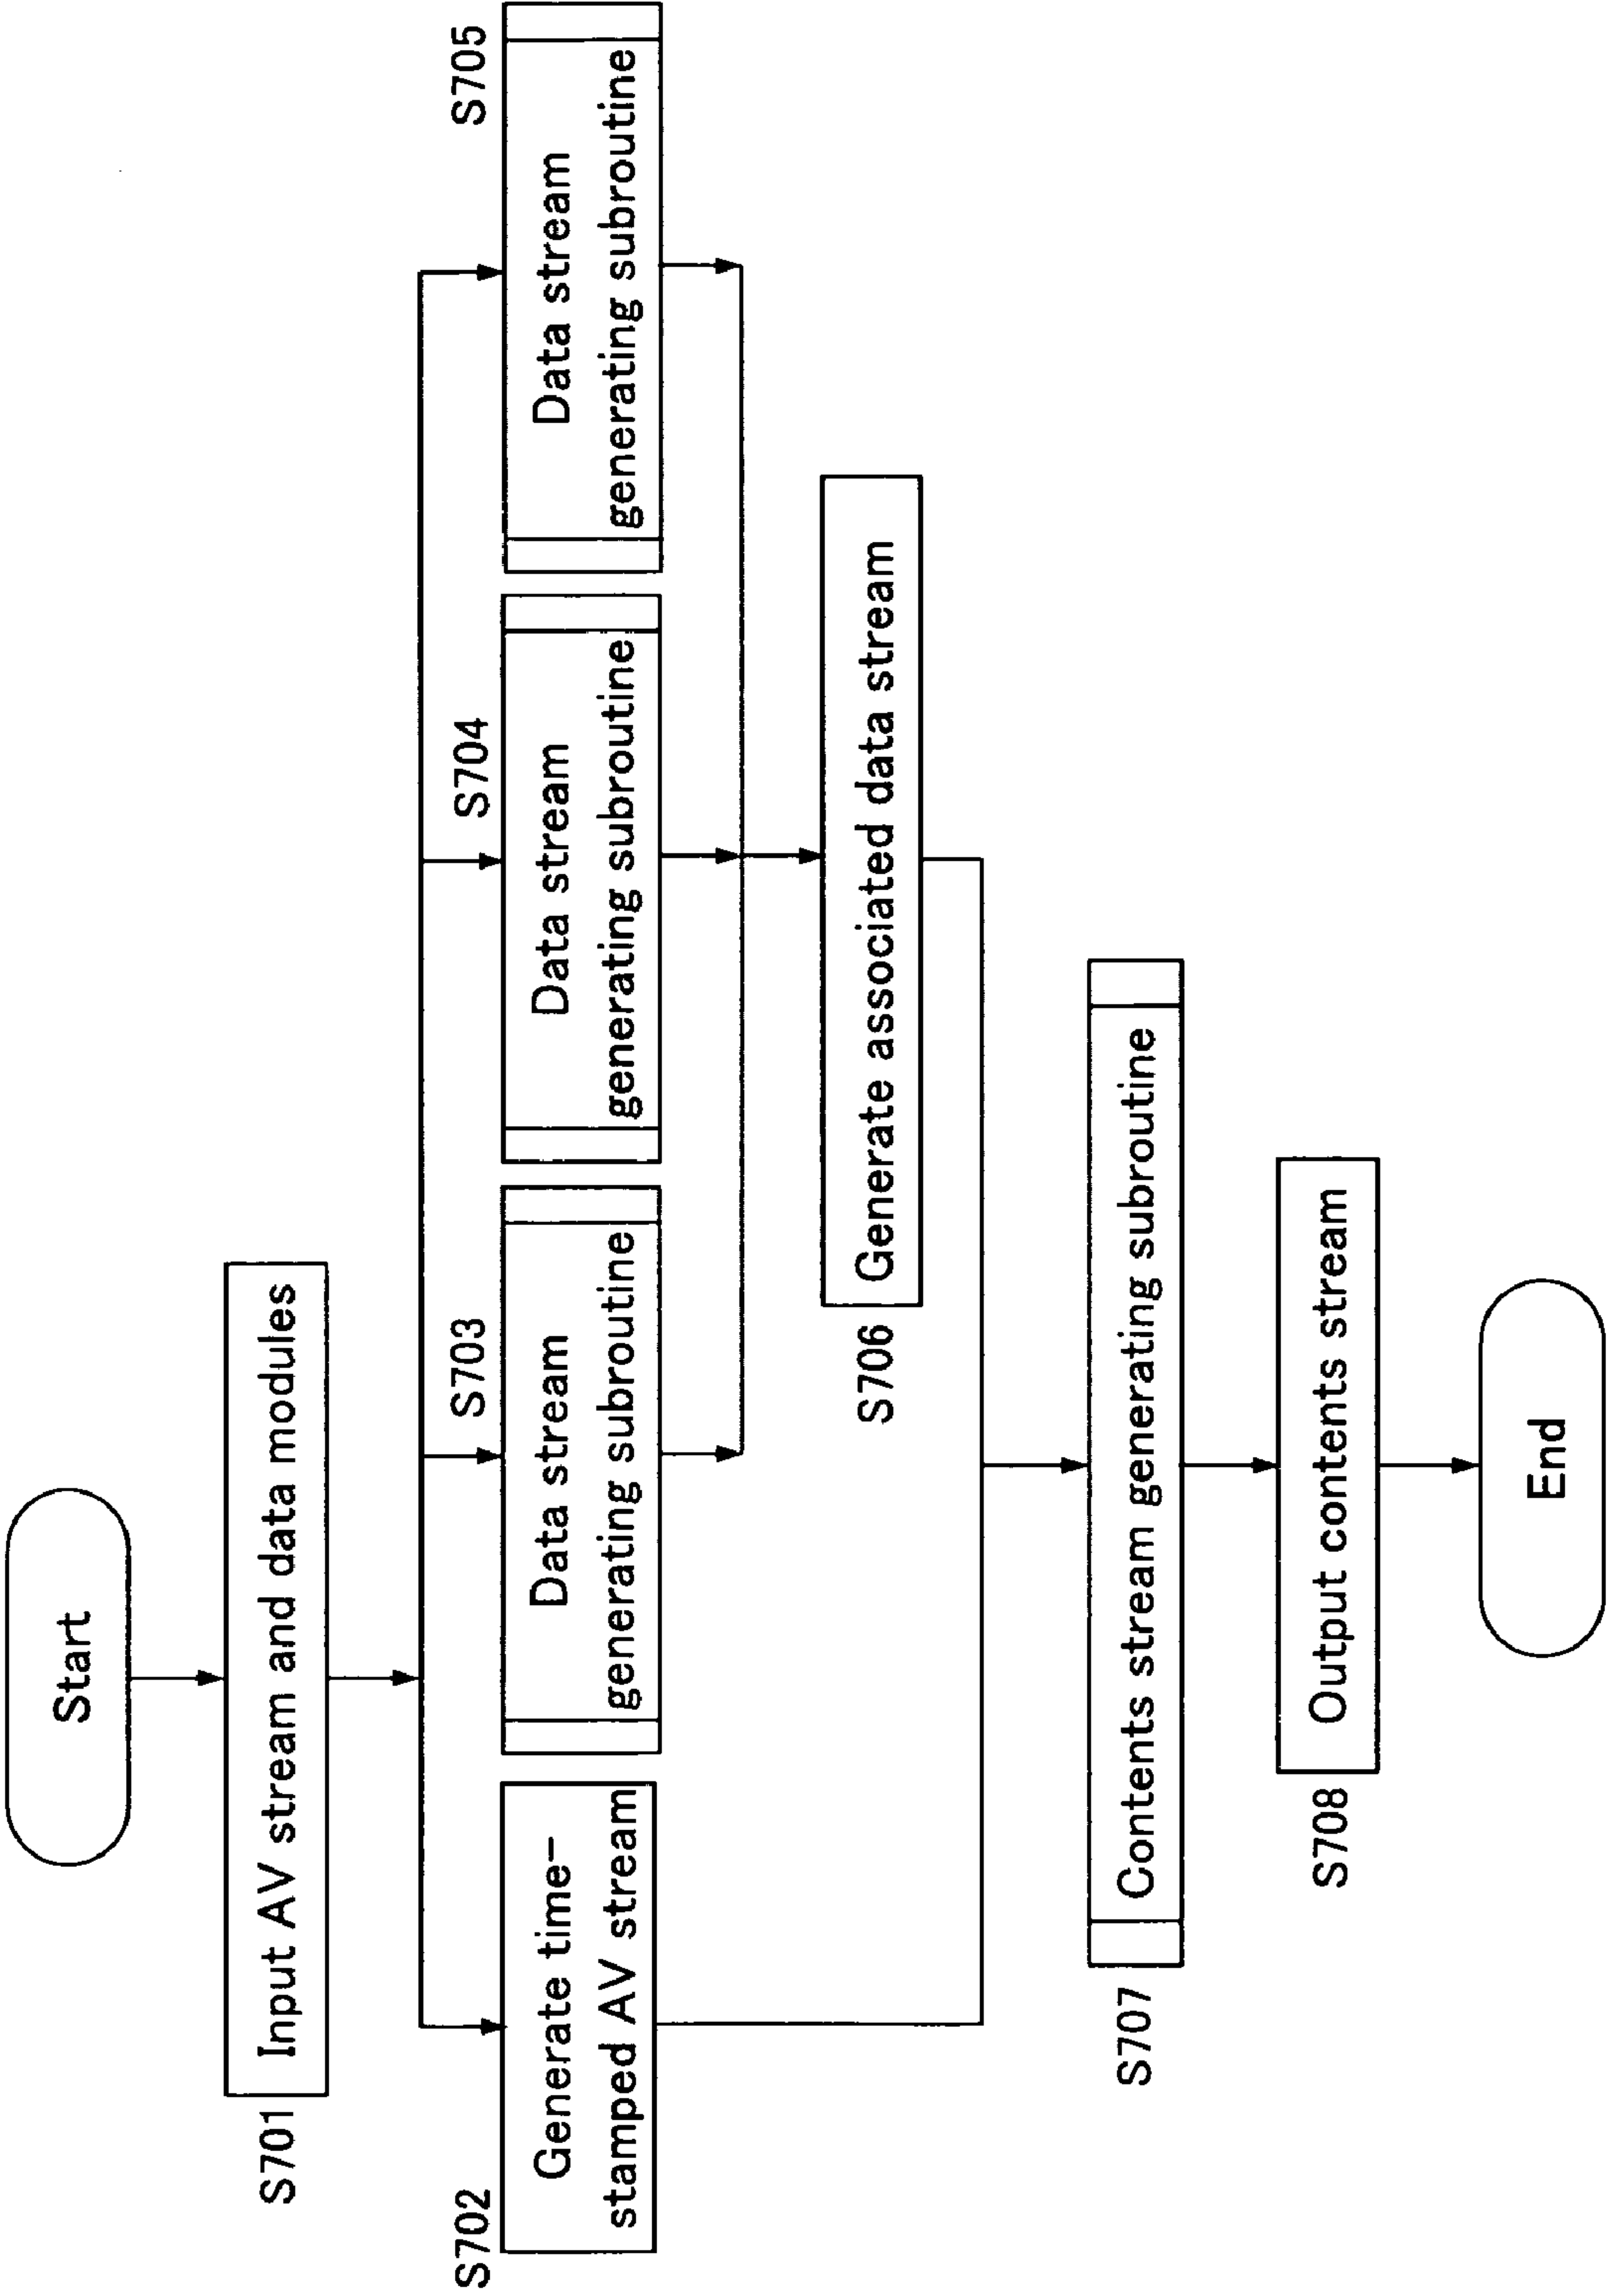 Start
S701
Input AV stream and data modules
S702
Generate time-
stamped AV stream
S703
Data stream
generating subroutine
S704
Data stream
generating subroutine
S705
Data stream
generating subroutine
S706
Generate associated data stream
S707
Contents stream generating subroutine
S708
Output contents stream
End